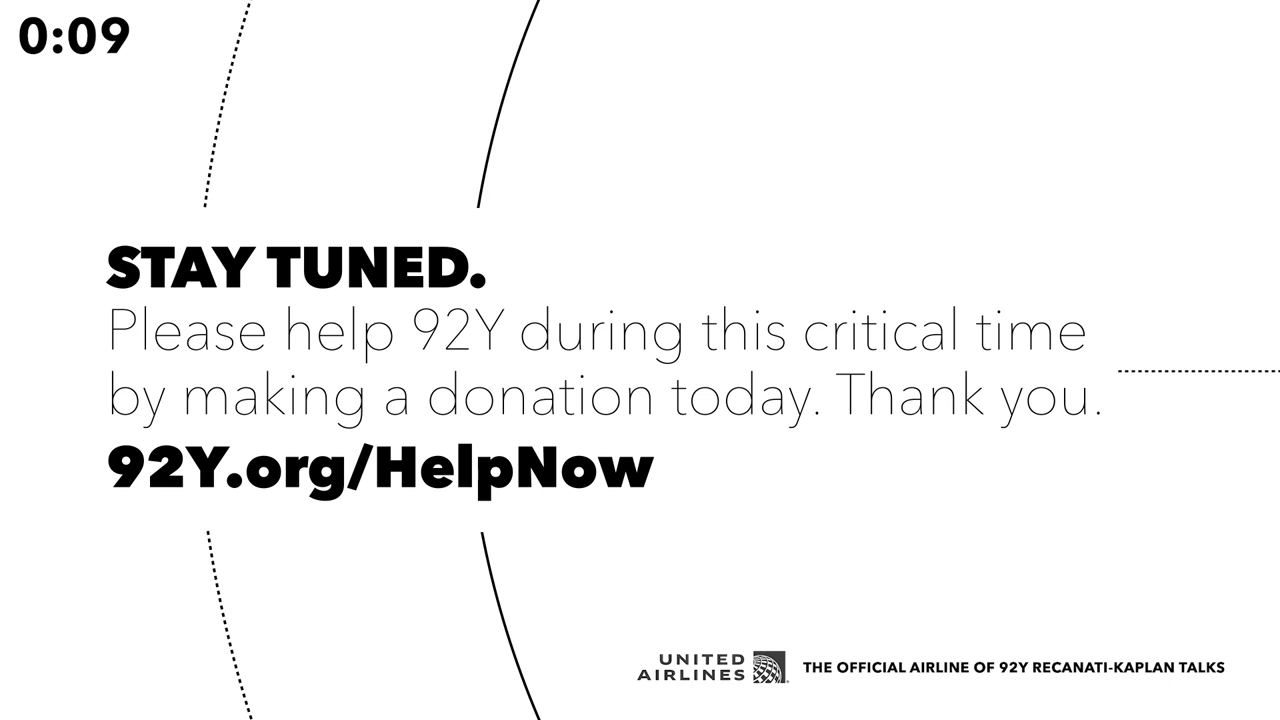 0:09
STAY TUNED.
Please help 92Y during this critical time
by making a donation today. Thank you.
92Y.org/HelpNow
UNITED
AIRLINES
THE OFFICIAL AIRLINE OF 92Y RECANATI-KAPLAN TALKS